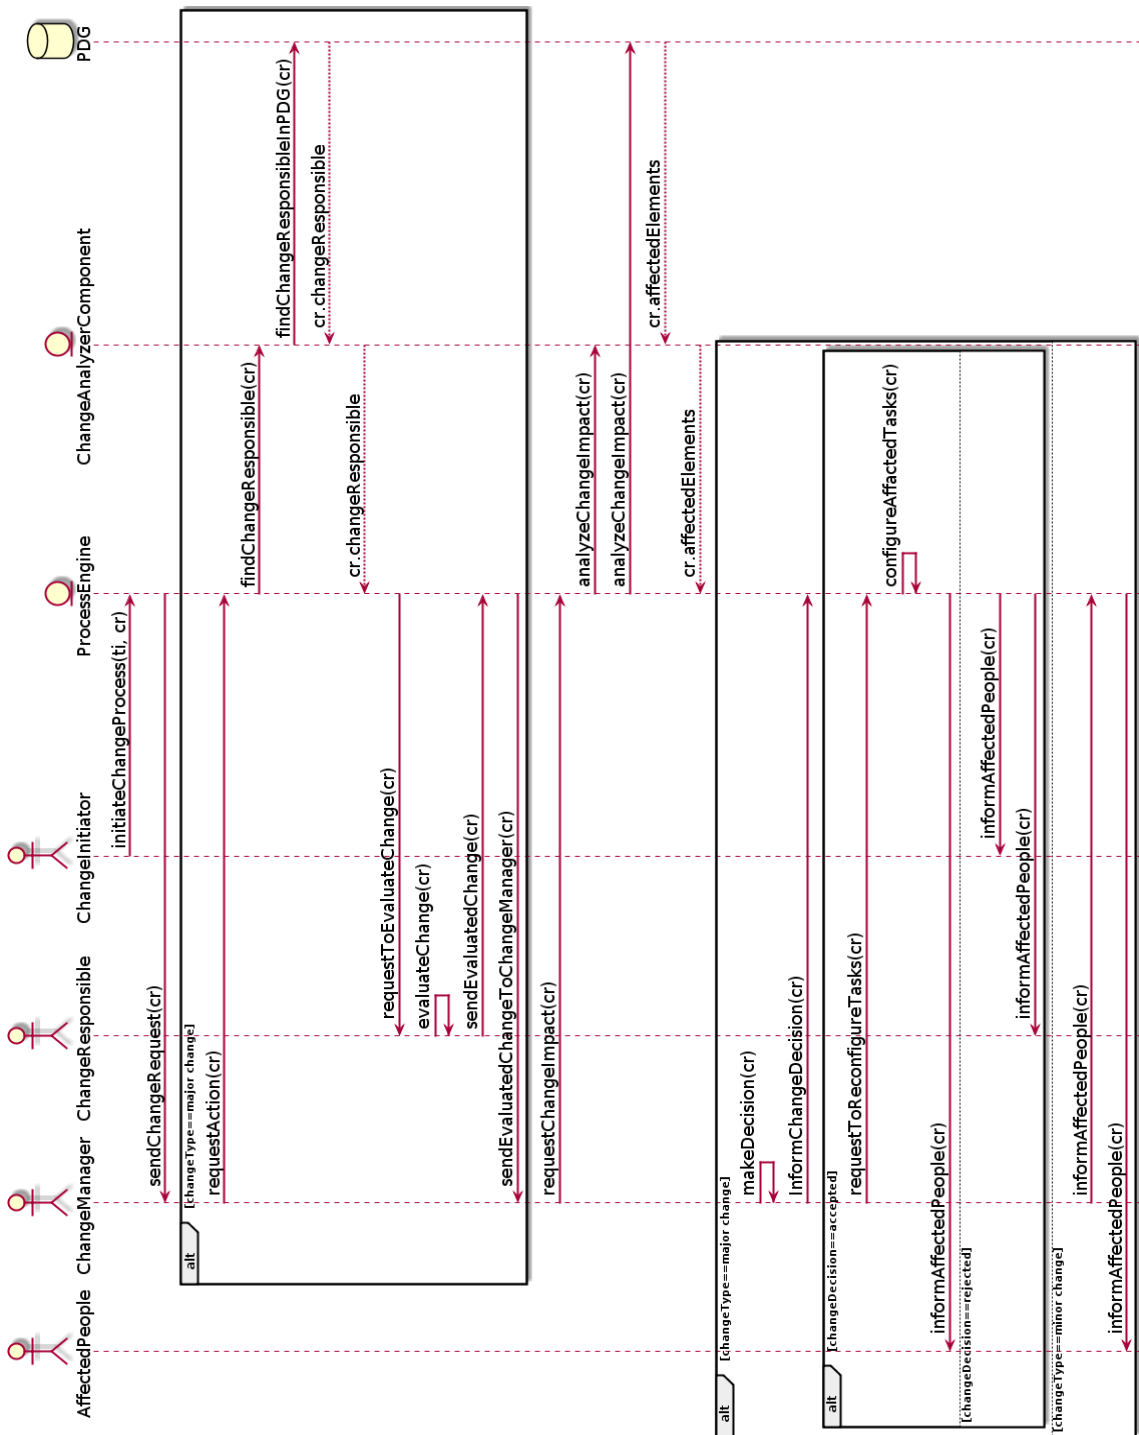 AffectedPeople
ChangeManager
ChangeResponsible
ChangeInitiator
ProcessEngine
ChangeAnalyzerComponent
PDG
initiateChangeProcess(ti, cr)
sendChangeRequest(cr)
alt
[changeType==major change]
requestAction(cr)
findChangeResponsible(cr)
findChangeResponsibleInPDG(cr)
cr.changeResponsible
cr.changeResponsible
requestToEvaluateChange(cr)
evaluateChange(cr)
sendEvaluatedChange(cr)
sendEvaluatedChangeToChangeManager(cr)
requestChangeImpact(cr)
analyzeChangeImpact(cr)
analyzeChangeImpact(cr)
cr.affectedElements
cr.affectedElements
alt
[changeType==major change]
makeDecision(cr)
InformChangeDecision(cr)
alt
[changeDecision==accepted]
requestToReconfigureTasks(cr)
configureAffactedTasks(cr)
informAffectedPeople(cr)
[changeDecision==rejected]
informAffectedPeople(cr)
informAffectedPeople(cr)
[changeType==minor change]
informAffectedPeople(cr)
informAffectedPeople(cr)